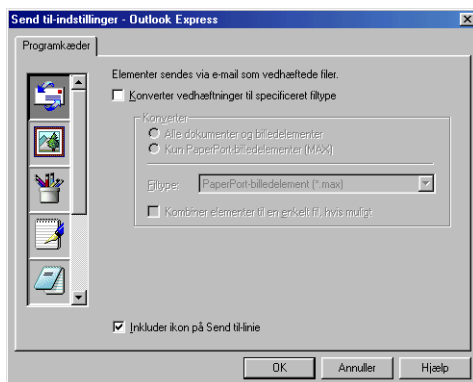 Send til-indstillinger - Outlook Express
Programkæder
Elementer sendes via e-mail som vedhæftede filer.
Konverter vedhæftninger til specificeret filtype
Konverter
Alle dokumenter og billedelementer
Kun PaperPort-billedelementer (MAX)
Filtype: PaperPort-billedelement (*.max)
Kombiner elementer til en enkelt fil, hvis muligt
Inkluder ikon på Send til-linie
OK Annuller Hjælp